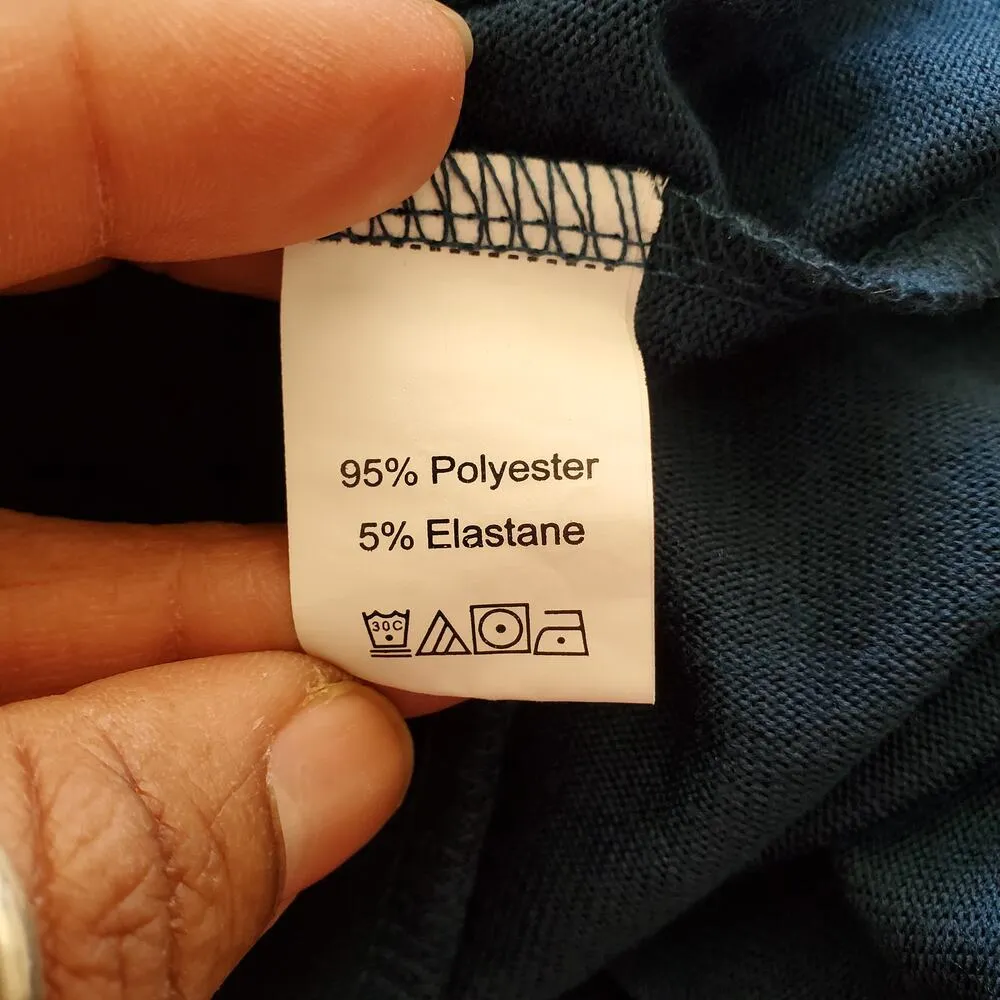 95% Polyester
5% Elastane
30C